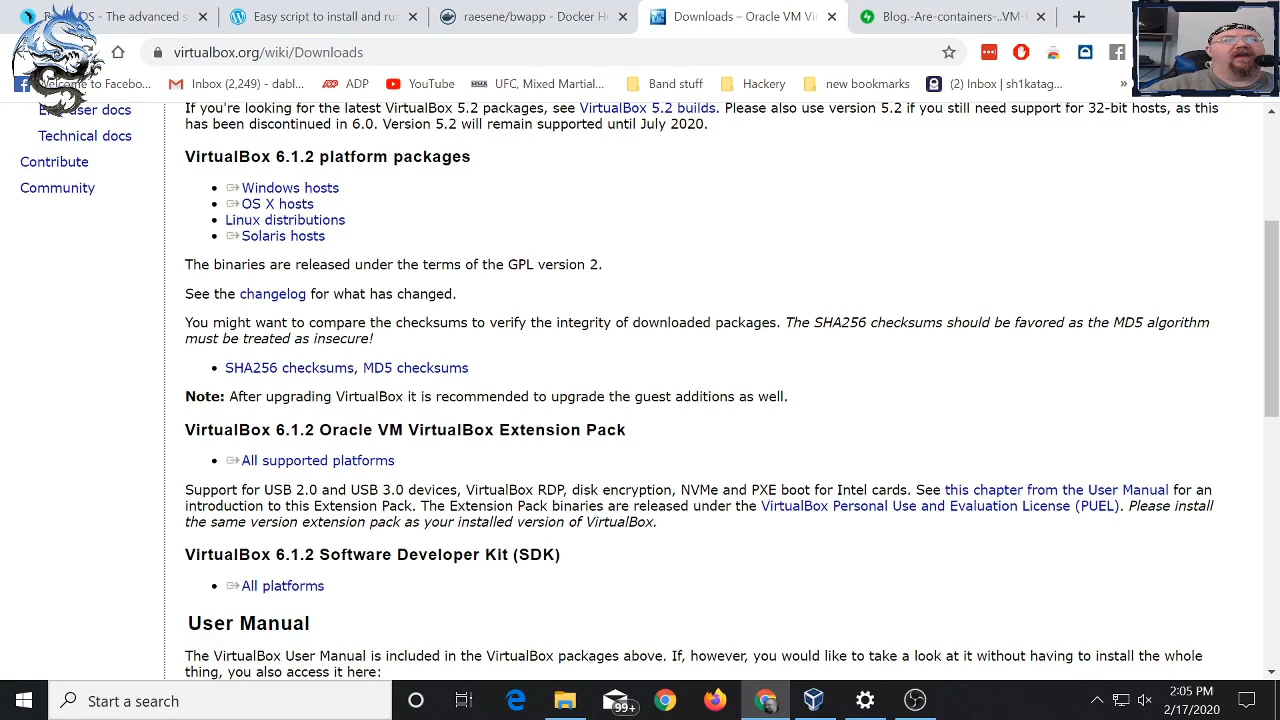 OS - The advanced s
Easy script to install and ru
Downloads – Oracle VM Vi
Blog.-Are-containers-..VM-
virtualbox.org/wiki/Downloads
ome to Facebo...
Inbox (2,249) - dabl...
ADP
UFC, Mixed Martial...
Band stuff
Hackery
new bookmarks
(2) Inbox | sh1katag...
»
If you're looking for the latest VirtualBox 5.2 packages, see VirtualBox 5.2 builds. Please also use version 5.2 if you still need support for 32-bit hosts, as this
has been discontinued in 6.0. Version 5.2 will remain supported until July 2020.
Technical docs
Contribute
Community
VirtualBox 6.1.2 platform packages
• Windows hosts
• OS X hosts
• Linux distributions
• Solaris hosts
The binaries are released under the terms of the GPL version 2.
See the changelog for what has changed.
You might want to compare the checksums to verify the integrity of downloaded packages. The SHA256 checksums should be favored as the MD5 algorithm
must be treated as insecure!
• SHA256 checksums, MD5 checksums
Note: After upgrading VirtualBox it is recommended to upgrade the guest additions as well.
VirtualBox 6.1.2 Oracle VM VirtualBox Extension Pack
• All supported platforms
Support for USB 2.0 and USB 3.0 devices, VirtualBox RDP, disk encryption, NVMe and PXE boot for Intel cards. See this chapter from the User Manual for an
introduction to this Extension Pack. The Extension Pack binaries are released under the VirtualBox Personal Use and Evaluation License (PUEL). Please install
the same version extension pack as your installed version of VirtualBox.
VirtualBox 6.1.2 Software Developer Kit (SDK)
• All platforms
User Manual
The VirtualBox User Manual is included in the VirtualBox packages above. If, however, you would like to take a look at it without having to install the whole
thing, you also access it here:
Start a search
99+
2:05 PM
2/17/2020